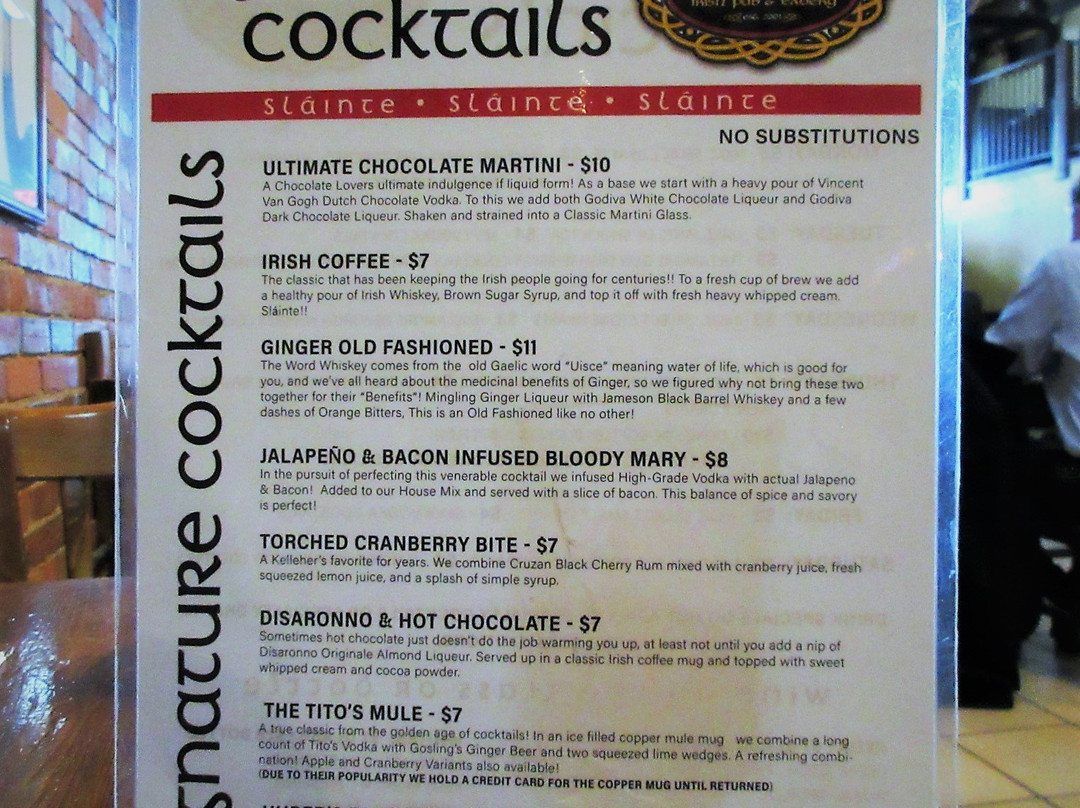 cocktails
IRISH PUB & EATERY
sláinte • sláinte • sláinte
NO SUBSTITUTIONS
ULTIMATE CHOCOLATE MARTINI - $10
A Chocolate Lovers ultimate indulgence if liquid form! As a base we start with a heavy pour of Vincent
Van Gogh Dutch Chocolate Vodka. To this we add both Godiva White Chocolate Liqueur and Godiva
Dark Chocolate Liqueur. Shaken and strained into a Classic Martini Glass.
IRISH COFFEE - $7
The classic that has been keeping the Irish people going for centuries!! To a fresh cup of brew we add
a healthy pour of Irish Whiskey, Brown Sugar Syrup, and top it off with fresh heavy whipped cream.
Sláinte!!
GINGER OLD FASHIONED - $11
The Word Whiskey comes from the old Gaelic word "Uisce" meaning water of life, which is good for
you, and we've all heard about the medicinal benefits of Ginger, so we figured why not bring these two
together for their "Benefits"! Mingling Ginger Liqueur with Jameson Black Barrel Whiskey and a few
dashes of Orange Bitters, This is an Old Fashioned like no other!
JALAPEÑO & BACON INFUSED BLOODY MARY - $8
In the pursuit of perfecting this venerable cocktail we infused High-Grade Vodka with actual Jalapeno
& Bacon! Added to our House Mix and served with a slice of bacon. This balance of spice and savory
is perfect!
TORCHED CRANBERRY BITE - $7
A Kelleher's favorite for years. We combine Cruzan Black Cherry Rum mixed with cranberry juice, fresh
squeezed lemon juice, and a splash of simple syrup.
DISARONNO & HOT CHOCOLATE - $7
Sometimes hot chocolate just doesn't do the job warming you up, at least not until you add a nip of
Disaronno Originale Almond Liqueur. Served up in a classic Irish coffee mug and topped with sweet
whipped cream and cocoa powder.
THE TITO'S MULE - $7
A true classic from the golden age of cocktails! In an ice filled copper mule mug we combine a long
count of Tito's Vodka with Gosling's Ginger Beer and two squeezed lime wedges. A refreshing combi-
nation! Apple and Cranberry Variants also available!
(DUE TO THEIR POPULARITY WE HOLD A CREDIT CARD FOR THE COPPER MUG UNTIL RETURNED)
gnature cocktails